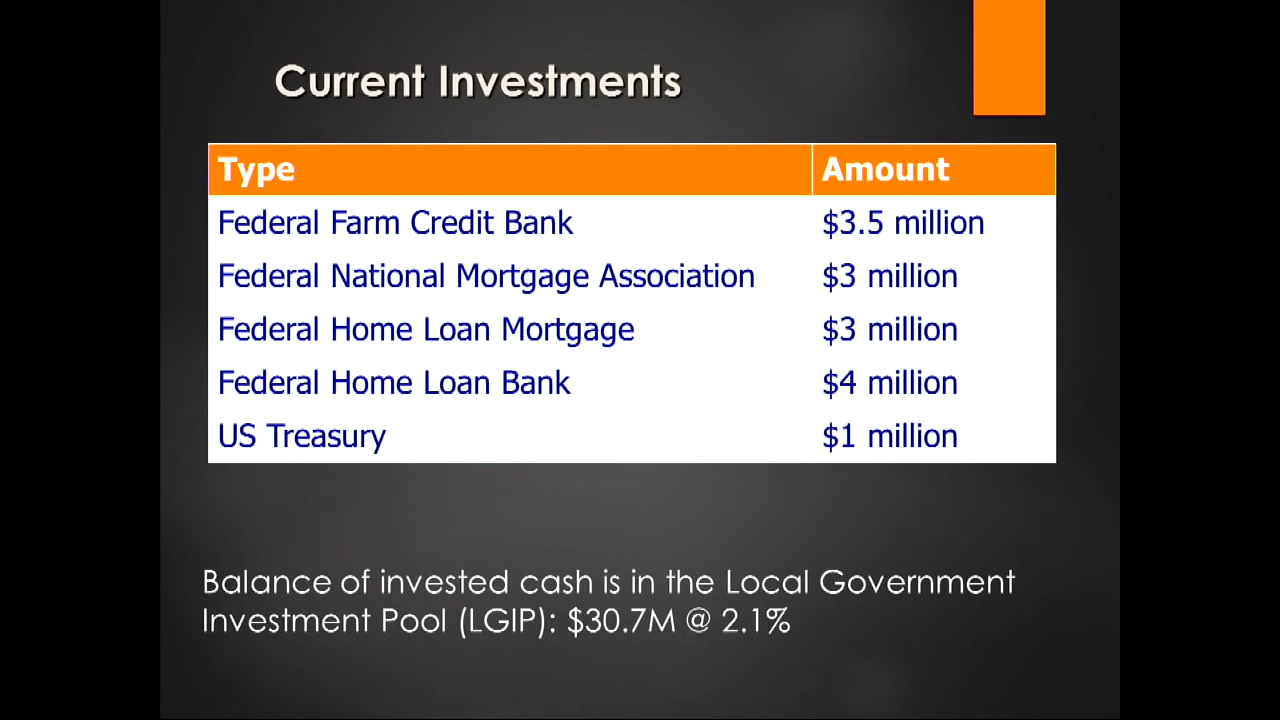 Current Investments
Type Amount
Federal Farm Credit Bank $3.5 million
Federal National Mortgage Association $3 million
Federal Home Loan Mortgage $3 million
Federal Home Loan Bank $4 million
US Treasury $1 million
Balance of invested cash is in the Local Government
Investment Pool (LGIP): $30.7M @ 2.1%